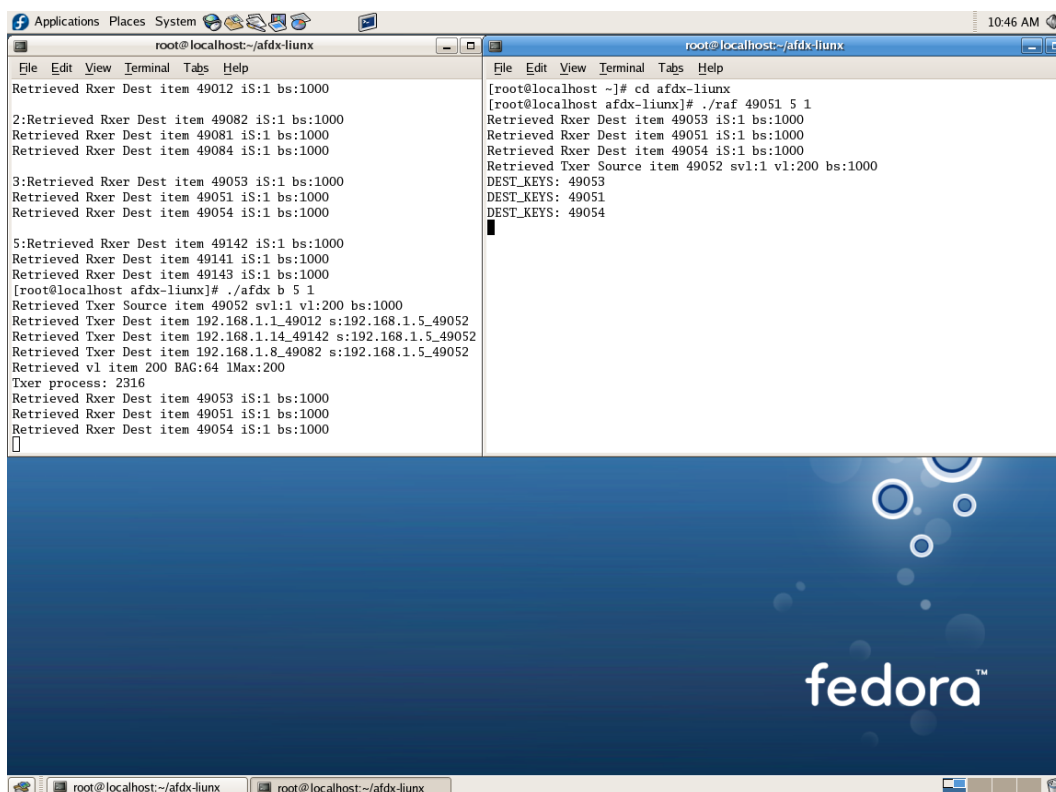 Applications Places System
10:46 AM
root@localhost:~/afdx-liunx
File Edit View Terminal Tabs Help
Retrieved Rxer Dest item 49012 iS:1 bs:1000
2:Retrieved Rxer Dest item 49082 iS:1 bs:1000
Retrieved Rxer Dest item 49081 iS:1 bs:1000
Retrieved Rxer Dest item 49084 iS:1 bs:1000
3:Retrieved Rxer Dest item 49053 iS:1 bs:1000
Retrieved Rxer Dest item 49051 iS:1 bs:1000
Retrieved Rxer Dest item 49054 iS:1 bs:1000
5:Retrieved Rxer Dest item 49142 iS:1 bs:1000
Retrieved Rxer Dest item 49141 iS:1 bs:1000
Retrieved Rxer Dest item 49143 iS:1 bs:1000
[root@localhost afdx-liunx]# ./afdx b 5 1
Retrieved Txer Source item 49052 svl:1 vl:200 bs:1000
Retrieved Txer Dest item 192.168.1.1_49012 s:192.168.1.5_49052
Retrieved Txer Dest item 192.168.1.14_49142 s:192.168.1.5_49052
Retrieved Txer Dest item 192.168.1.8_49082 s:192.168.1.5_49052
Retrieved vl item 200 BAG:64 lMax:200
Txer process: 2316
Retrieved Rxer Dest item 49053 iS:1 bs:1000
Retrieved Rxer Dest item 49051 iS:1 bs:1000
Retrieved Rxer Dest item 49054 iS:1 bs:1000
root@localhost:~/afdx-liunx
File Edit View Terminal Tabs Help
[root@localhost ~]# cd afdx-liunx
[root@localhost afdx-liunx]# ./raf 49051 5 1
Retrieved Rxer Dest item 49053 iS:1 bs:1000
Retrieved Rxer Dest item 49051 iS:1 bs:1000
Retrieved Rxer Dest item 49054 iS:1 bs:1000
Retrieved Txer Source item 49052 svl:1 vl:200 bs:1000
DEST_KEYS: 49053
DEST_KEYS: 49051
DEST_KEYS: 49054
fedora™
root@localhost:~/afdx-liunx
root@localhost:~/afdx-liunx